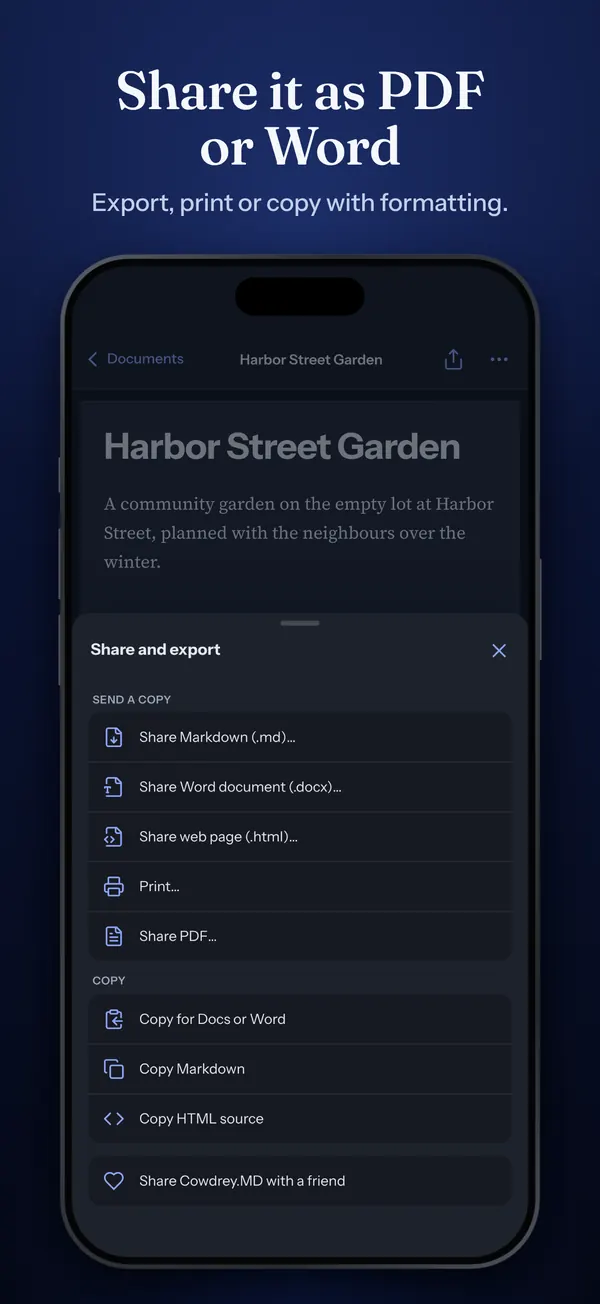 Share it as PDF
or Word
Export, print or copy with formatting.
Documents
Harbor Street Garden
Harbor Street Garden
A community garden on the empty lot at Harbor
Street, planned with the neighbours over the
winter.
Share and export
SEND A COPY
Share Markdown (.md)...
Share Word document (.docx)...
Share web page (.html)...
Print...
Share PDF...
COPY
Copy for Docs or Word
Copy Markdown
Copy HTML source
Share Cowdrey.MD with a friend